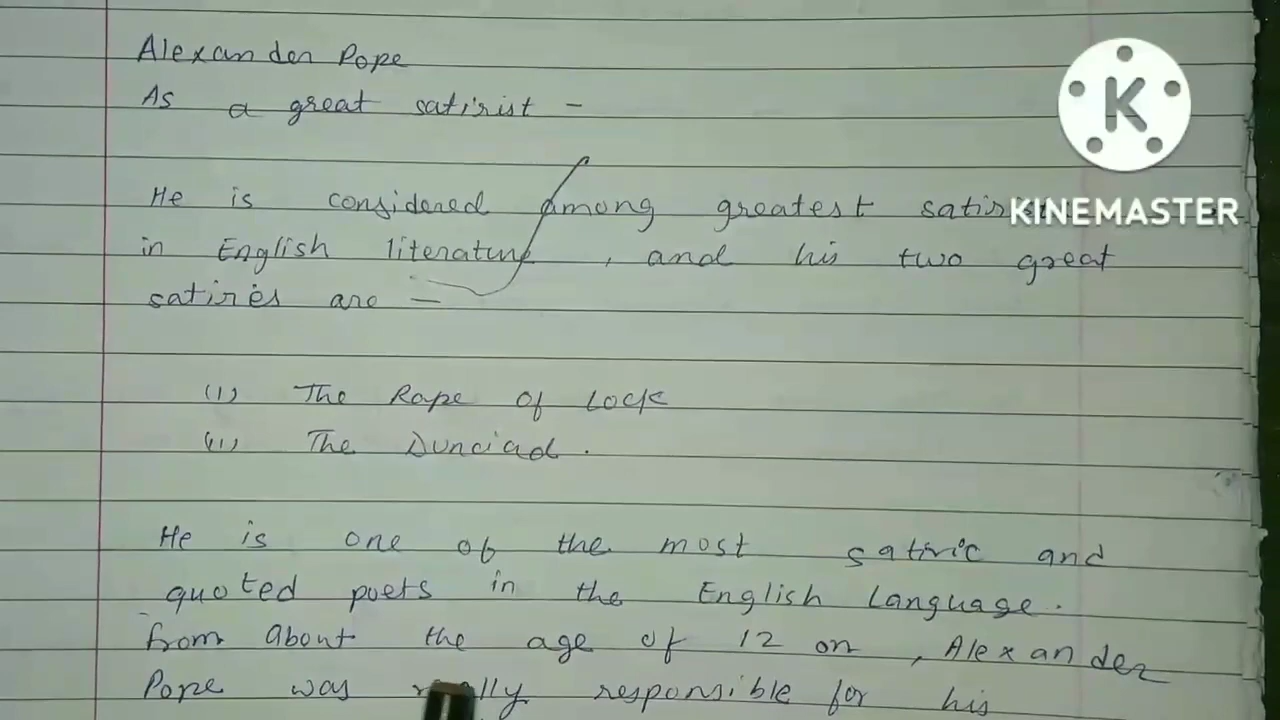 Alexander Pope
As a great satirist -
He is considered among greatest
KINEMASTER
in English literature, and his two great
satires are -
(i) The Rape of Lock
(ii) The Dunciad.
He is one of the most satiric and
quoted poets in the English Language.
From about the age of 12 on, Alexander
Pope was really responsible for his